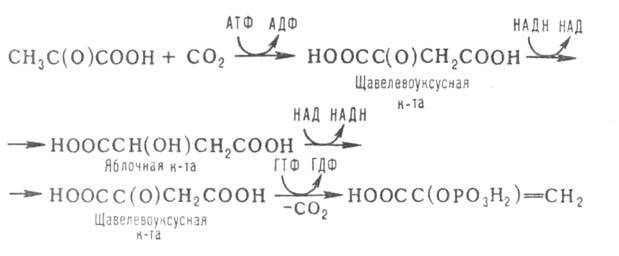 АТФ АДФ
НАДН НАД
CH₃C(O)COOH + CO₂ → HOOCC(O)CH₂COOH →
Щавелевоуксусная
к-та
НАД НАДН
→ HOOCCH(OH)CH₂COOH →
Яблочная к-та
ГТФ ГДФ
→ HOOCC(O)CH₂COOH → HOOCC(OPO₃H₂)=CH₂
−CO₂
Щавелевоуксусная
к-та